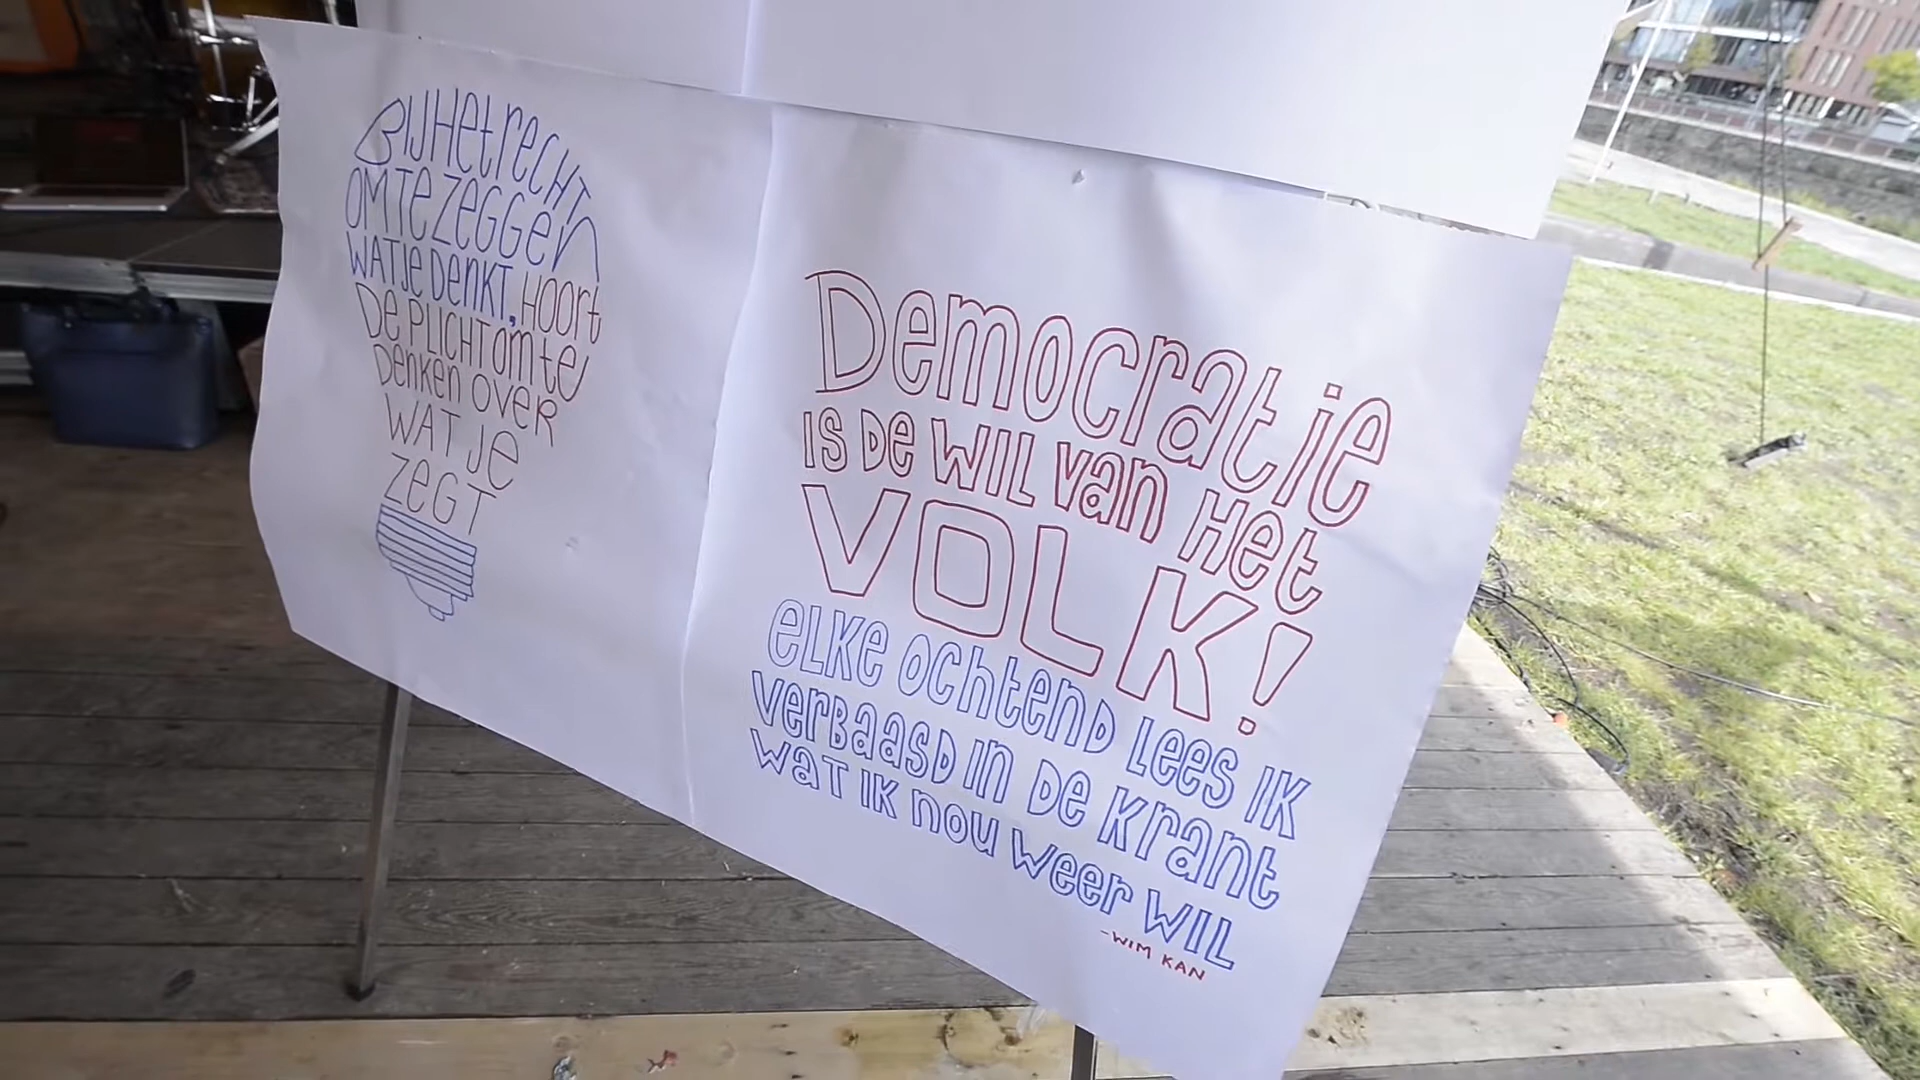 BIJ Het recht
OM TE ZEGGen
WAT Je DenKT, HOORt
De PLICHT om te
Denken over
WAT Je
ZeGT
Democratie
IS De WIL van Het
VOLK!
eLKe OchtenD Lees IK
VerBaasD In De Krant
WaT IK nou weer WIL
-WIM KAN